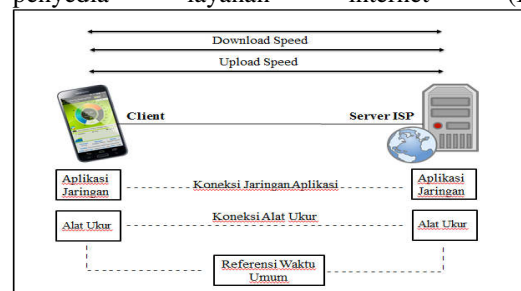 penyedia layanan internet
Download Speed
Upload Speed
Client
Server ISP
Aplikasi
Jaringan
Koneksi Jaringan Aplikasi
Aplikasi
Jaringan
Alat Ukur
Koneksi Alat Ukur
Alat Ukur
Referensi Waktu
Umum